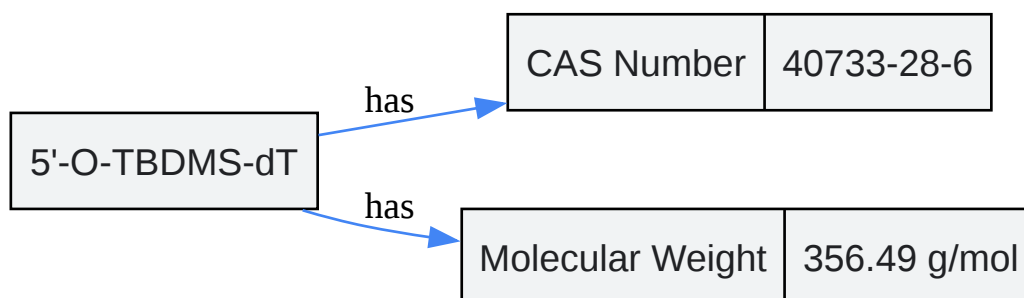 CAS Number 40733-28-6
has
5'-O-TBDMS-dT
has
Molecular Weight 356.49 g/mol